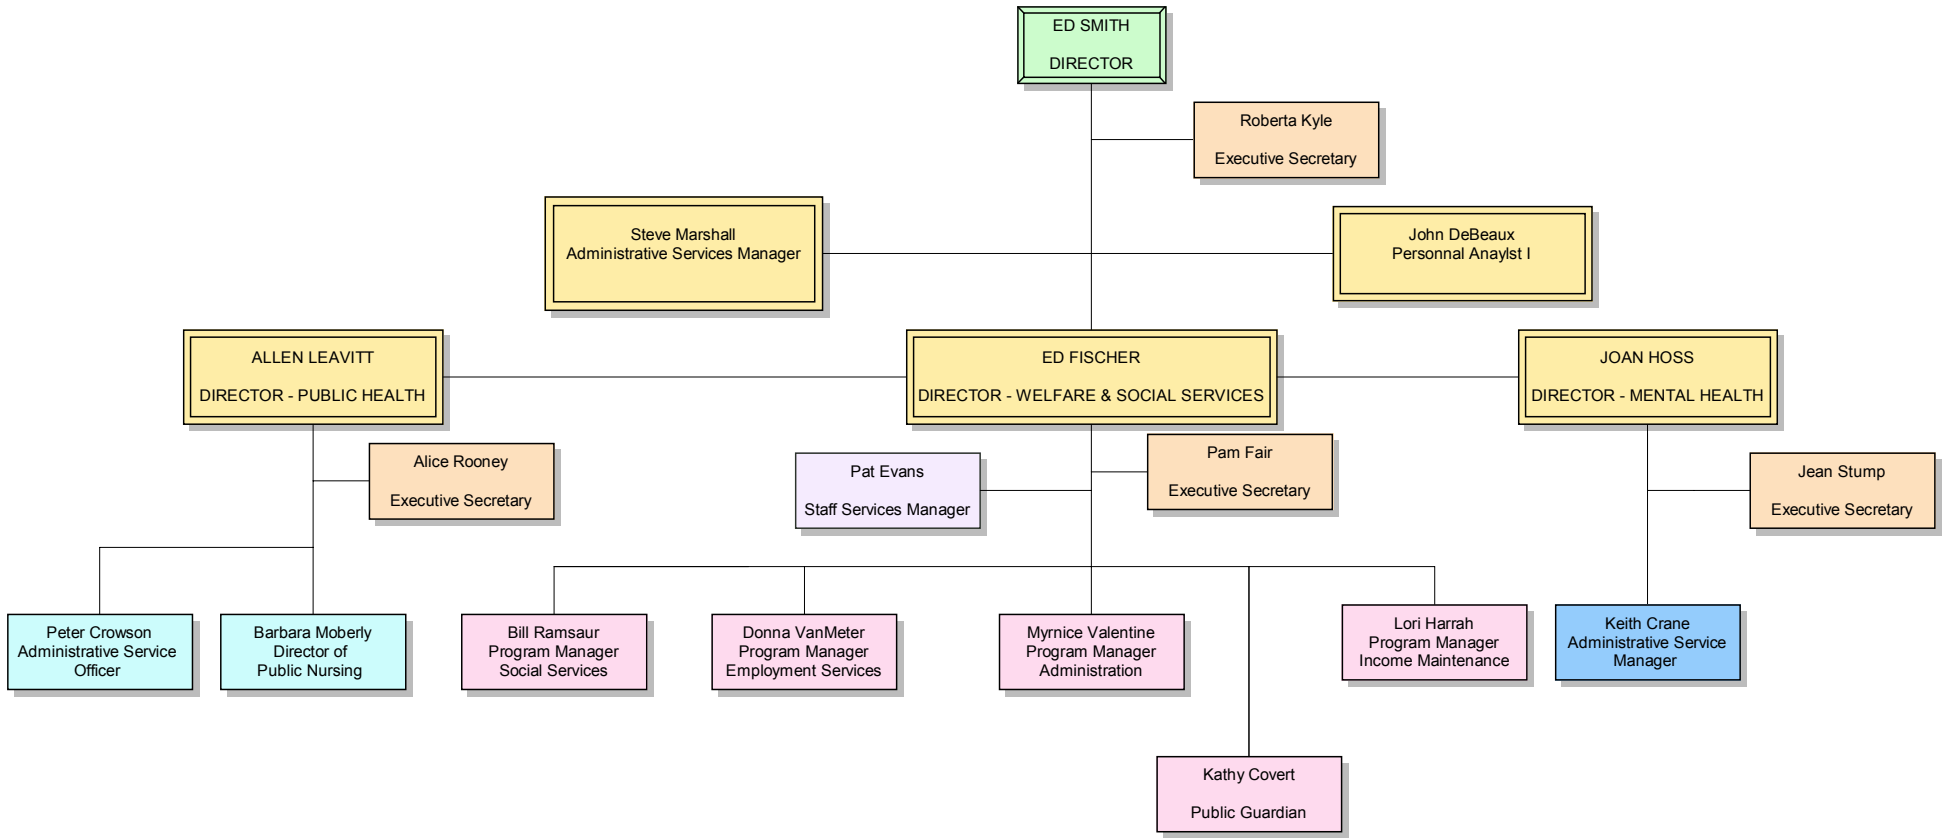 ED SMITH
DIRECTOR
Roberta Kyle
Executive Secretary
Steve Marshall
Administrative Services Manager
John DeBeaux
Personnal Anaylst I
ALLEN LEAVITT
DIRECTOR - PUBLIC HEALTH
ED FISCHER
DIRECTOR - WELFARE & SOCIAL SERVICES
JOAN HOSS
DIRECTOR - MENTAL HEALTH
Alice Rooney
Executive Secretary
Pat Evans
Staff Services Manager
Pam Fair
Executive Secretary
Jean Stump
Executive Secretary
Peter Crowson
Administrative Service
Officer
Barbara Moberly
Director of
Public Nursing
Bill Ramsaur
Program Manager
Social Services
Donna VanMeter
Program Manager
Employment Services
Myrnice Valentine
Program Manager
Administration
Lori Harrah
Program Manager
Income Maintenance
Keith Crane
Administrative Service
Manager
Kathy Covert
Public Guardian